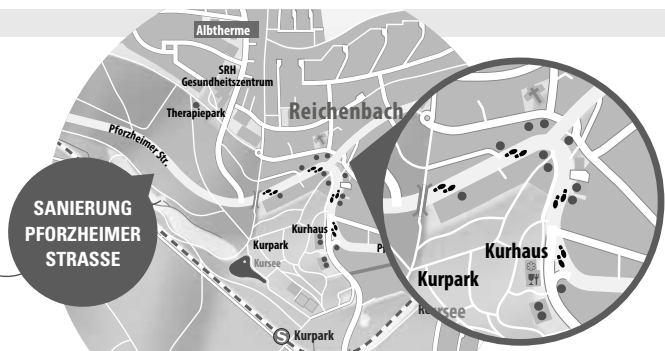 Albtherme
SRH
Gesundheitszentrum
Therapiepark
Reichenbach
Pforzheimer Str.
SANIERUNG
PFORZHEIMER
STRASSE
Kurhaus
Kurpark
Kursee
S Kurpark
Kurhaus
Kurpark